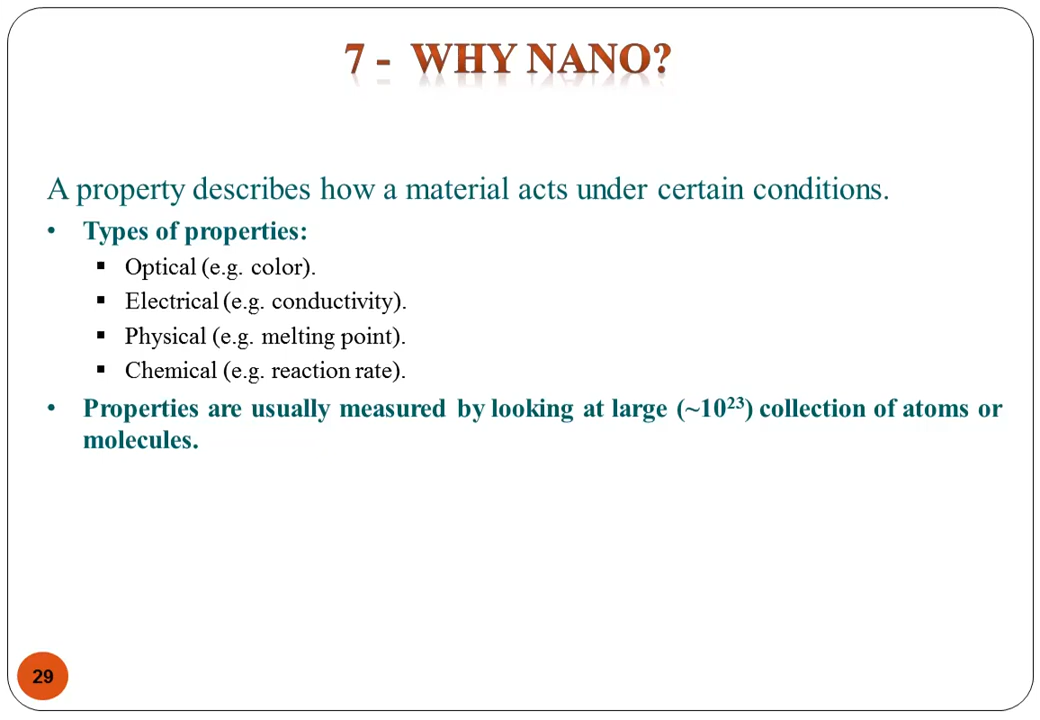 7 - WHY NANO?
A property describes how a material acts under certain conditions.
• Types of properties:
▪ Optical (e.g. color).
▪ Electrical (e.g. conductivity).
▪ Physical (e.g. melting point).
▪ Chemical (e.g. reaction rate).
• Properties are usually measured by looking at large (~10²³) collection of atoms or
molecules.
29